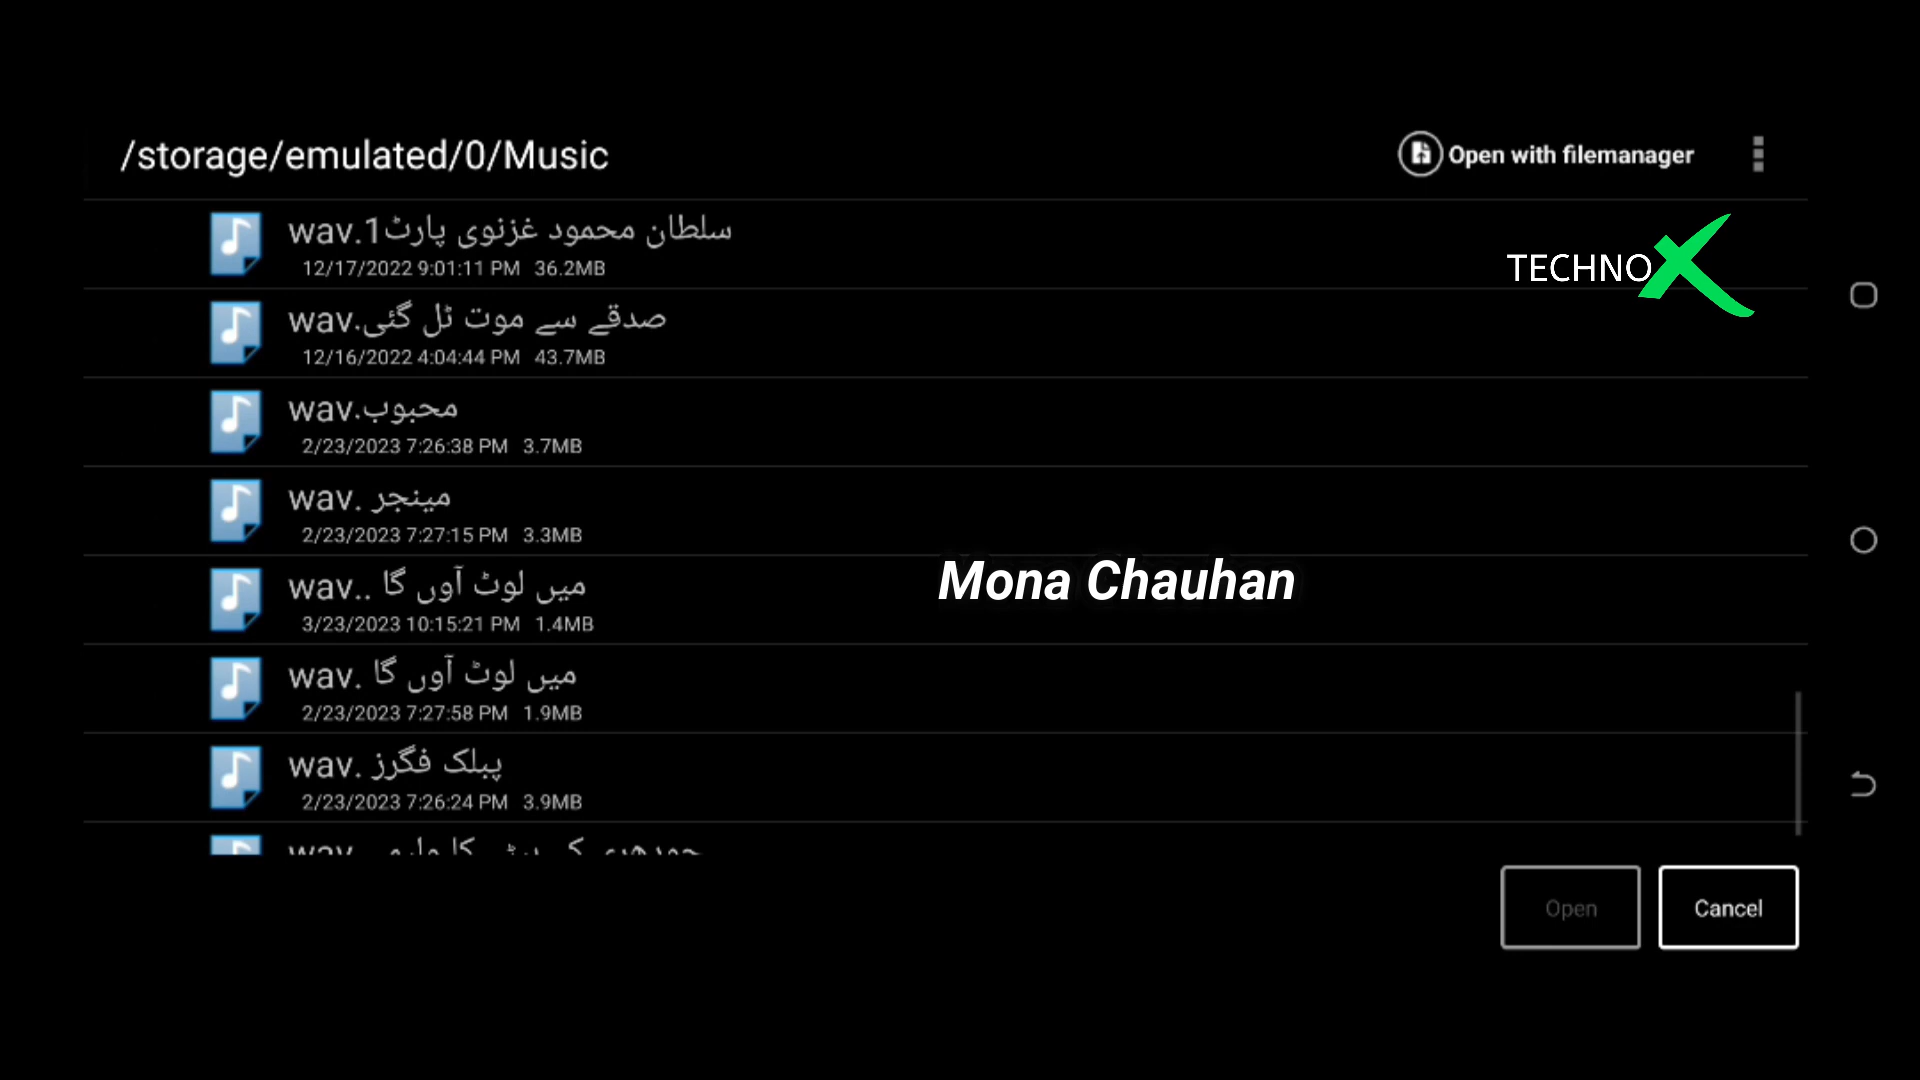 /storage/emulated/0/Music
Open with filemanager
سلطان محمود غزنوی پارٹ1.wav
12/17/2022 9:01:11 PM 36.2MB
TECHNOX
صدقے سے موت ٹل گئی.wav
12/16/2022 4:04:44 PM 43.7MB
محبوب.wav
2/23/2023 7:26:38 PM 3.7MB
مینجر .wav
2/23/2023 7:27:15 PM 3.3MB
میں لوٹ آوں گا ..wav
3/23/2023 10:15:21 PM 1.4MB
Mona Chauhan
میں لوٹ آوں گا .wav
2/23/2023 7:27:58 PM 1.9MB
پبلک فگرز .wav
2/23/2023 7:26:24 PM 3.9MB
Open
Cancel